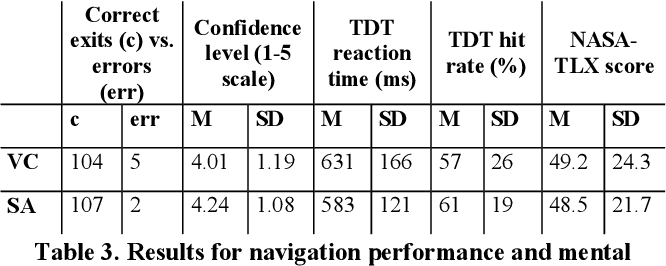 Correct exits (c) vs. errors (err) Confidence level (1-5 scale) TDT reaction time (ms) TDT hit rate (%) NASA-TLX score
c err M SD M SD M SD M SD
VC 104 5 4.01 1.19 631 166 57 26 49.2 24.3
SA 107 2 4.24 1.08 583 121 61 19 48.5 21.7
Table 3. Results for navigation performance and mental